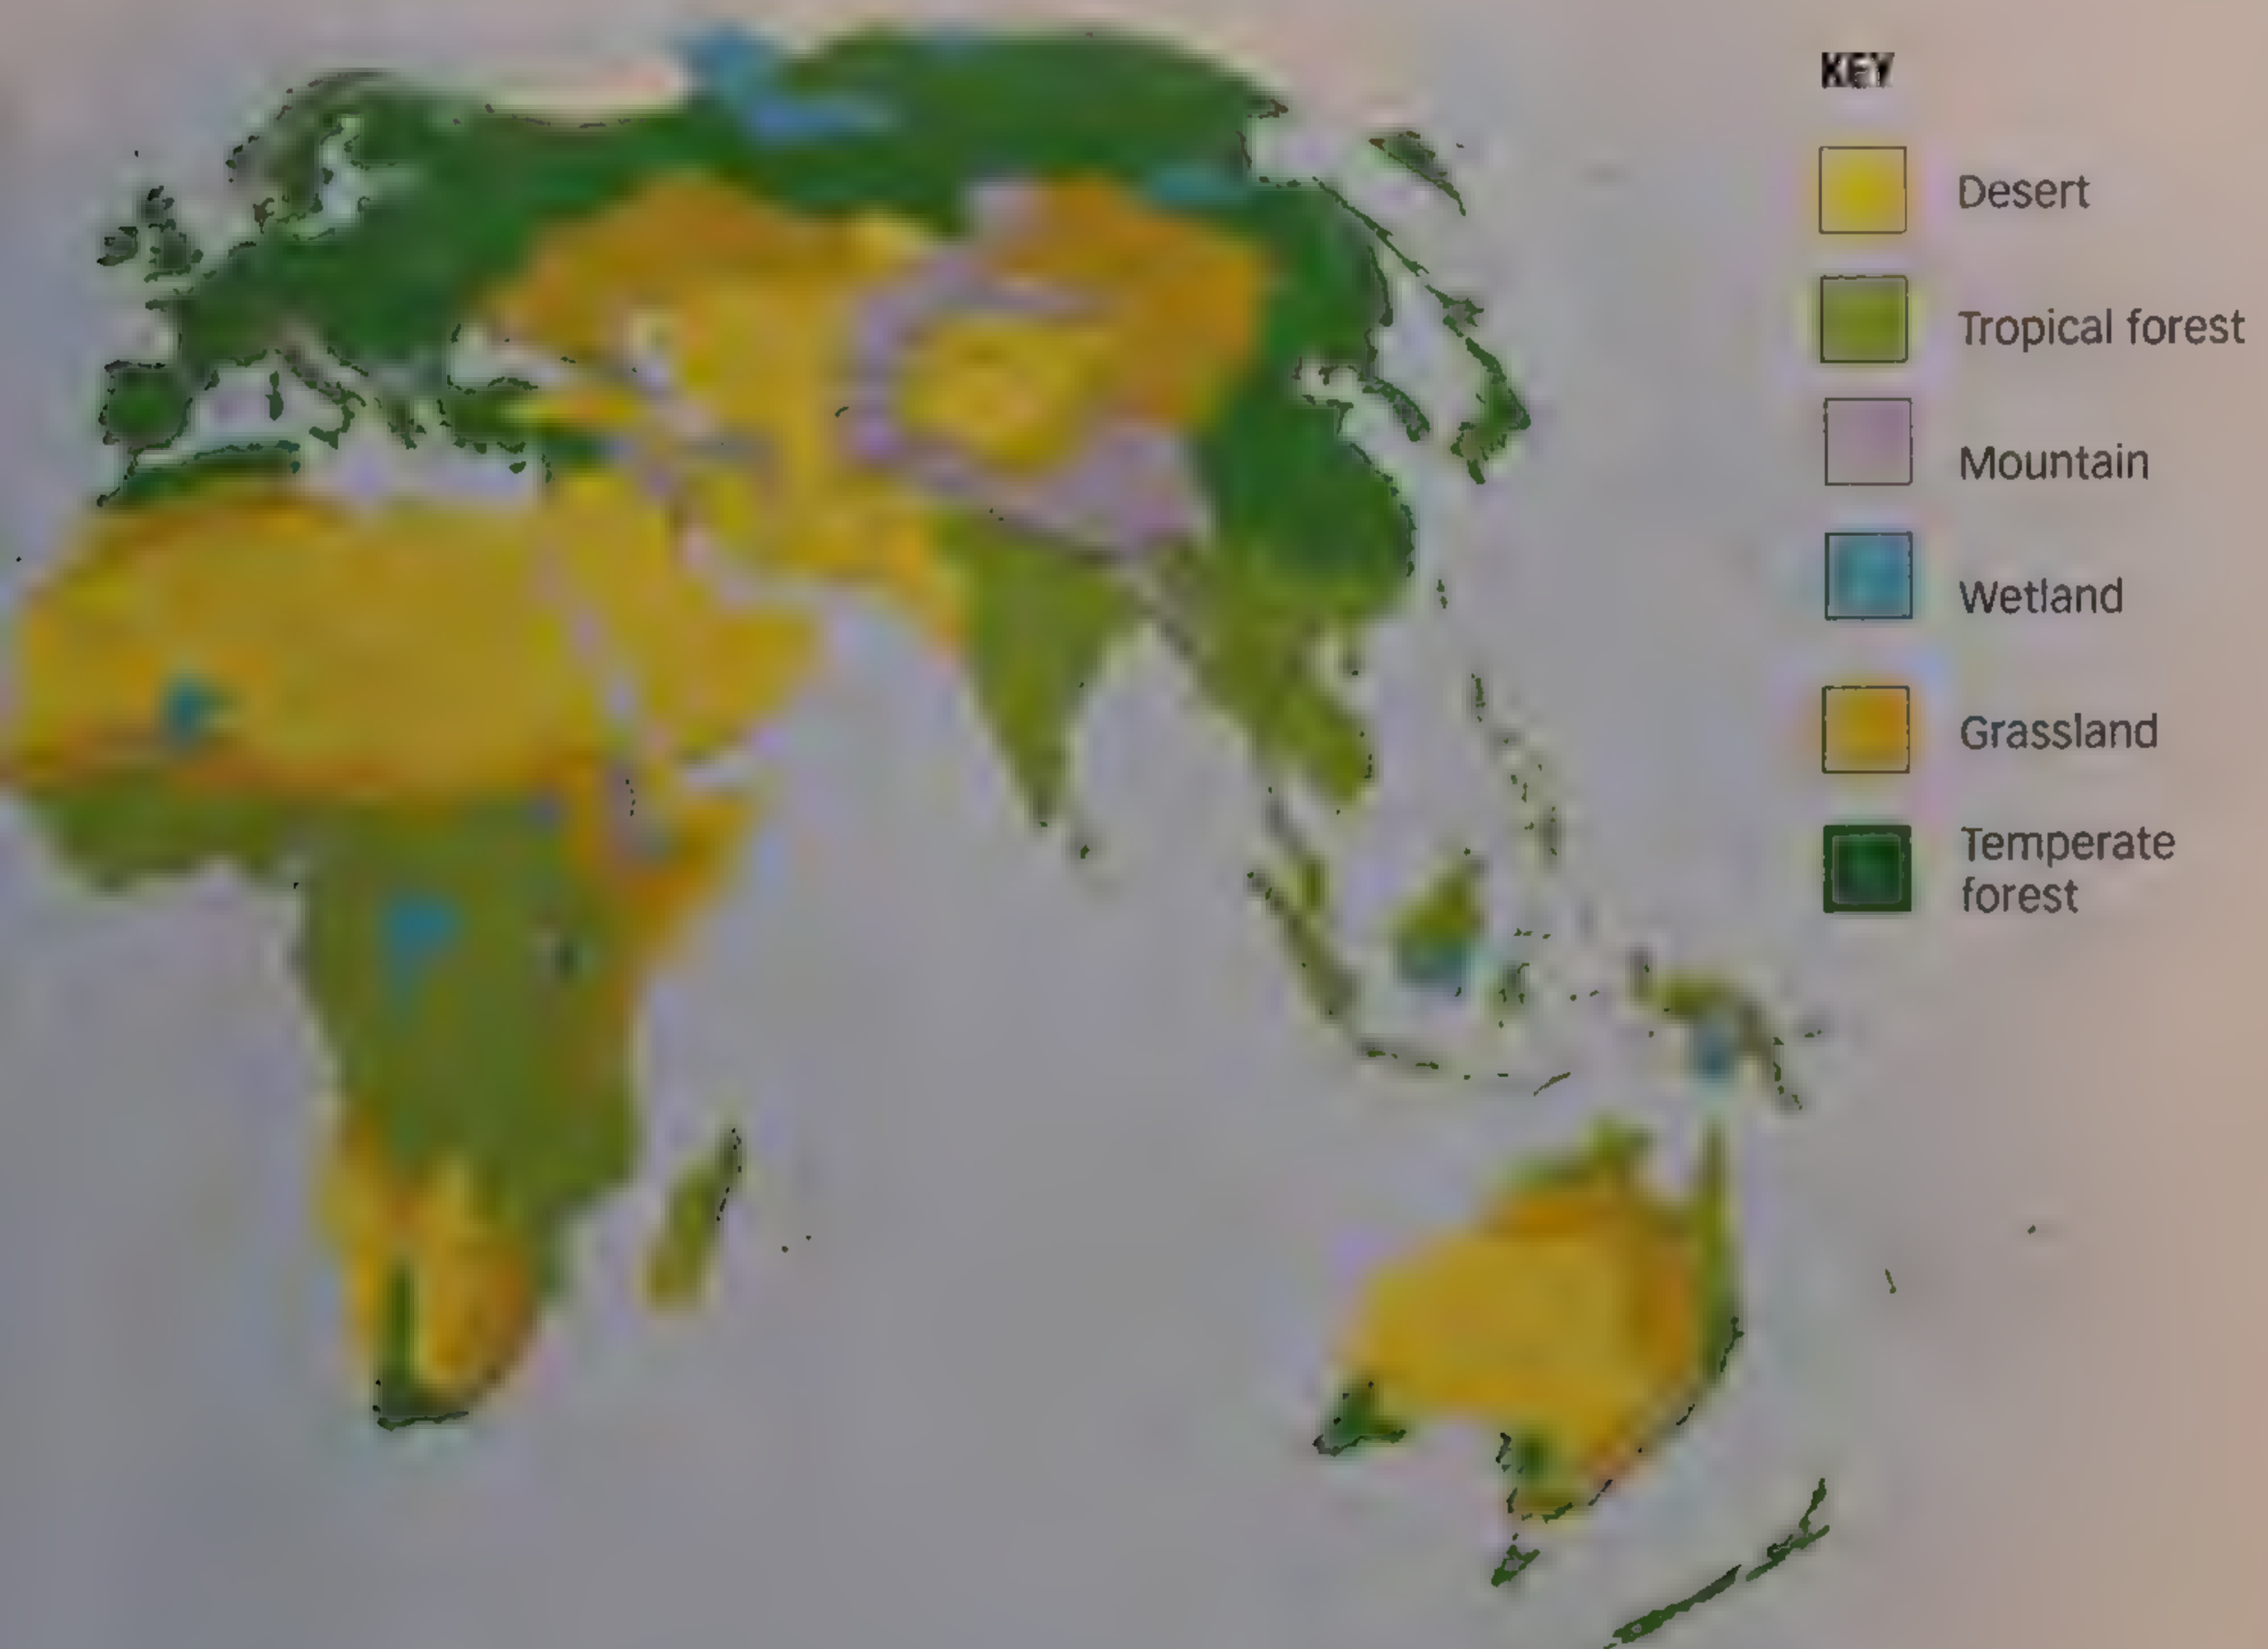 KEY
Desert
Tropical forest
Mountain
Wetland
Grassland
Temperate
forest